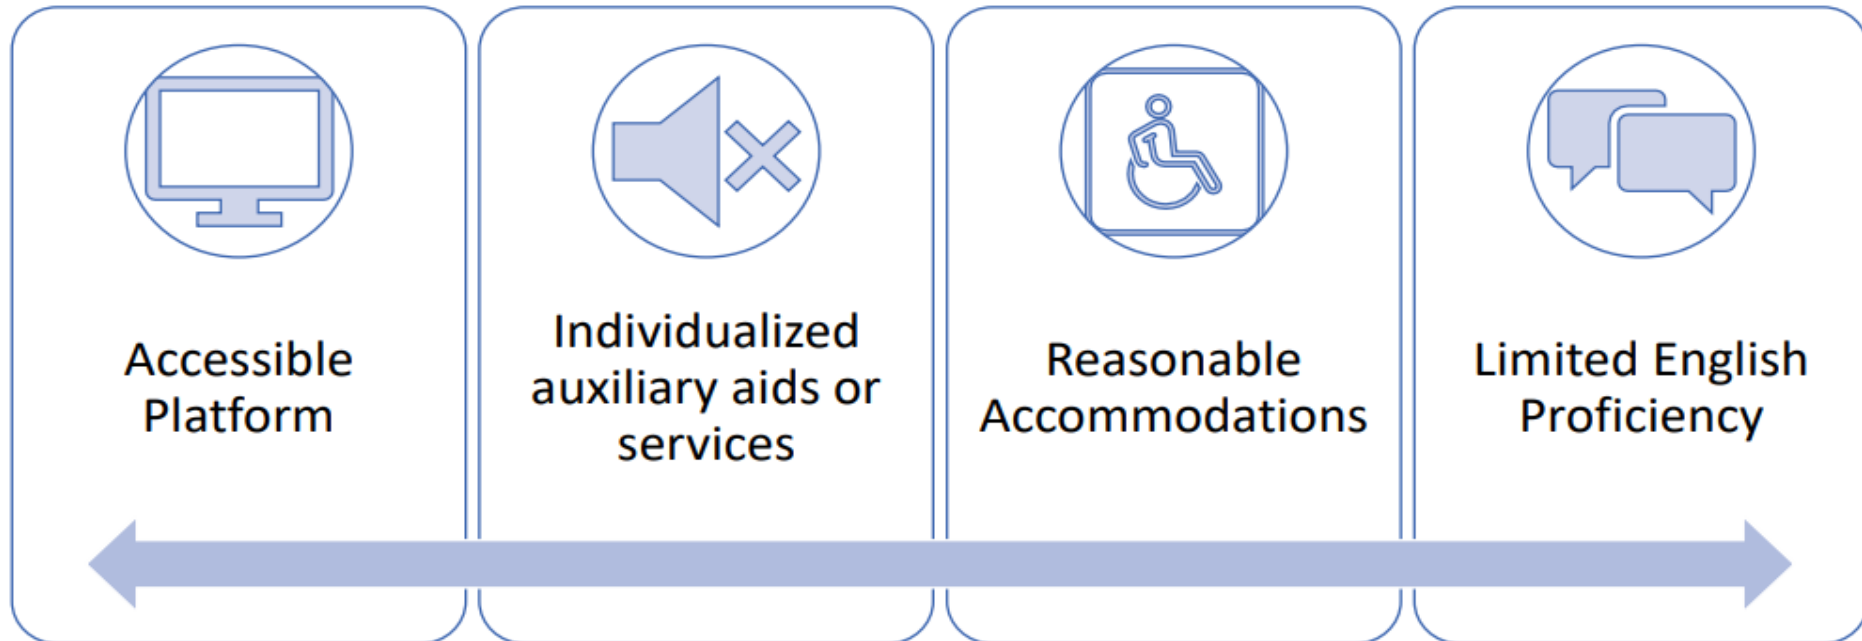 Accessible
Platform
Individualized
auxiliary aids or
services
Reasonable
Accommodations
Limited English
Proficiency